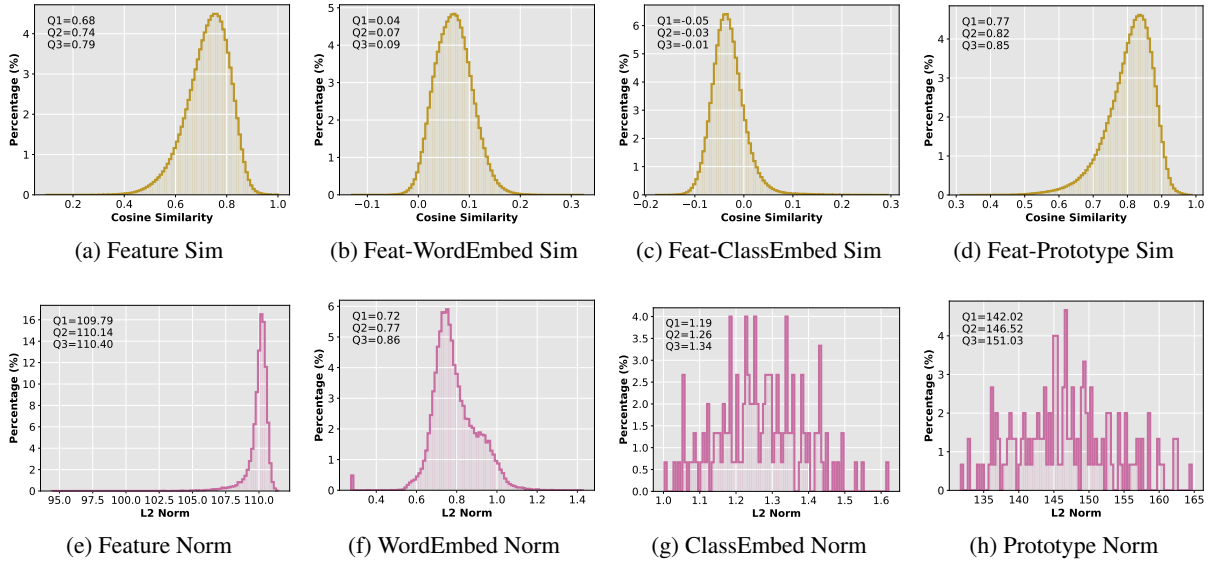 Q1=0.68
Q2=0.74
Q3=0.79
Percentage (%)
0 1 2 3 4
0.2 0.4 0.6 0.8 1.0
Cosine Similarity
(a) Feature Sim
Q1=0.04
Q2=0.07
Q3=0.09
Percentage (%)
0 1 2 3 4 5
−0.1 0.0 0.1 0.2 0.3
Cosine Similarity
(b) Feat-WordEmbed Sim
Q1=-0.05
Q2=-0.03
Q3=-0.01
Percentage (%)
0 1 2 3 4 5 6
−0.2 −0.1 0.0 0.1 0.2 0.3
Cosine Similarity
(c) Feat-ClassEmbed Sim
Q1=0.77
Q2=0.82
Q3=0.85
Percentage (%)
0 1 2 3 4
0.3 0.4 0.5 0.6 0.7 0.8 0.9 1.0
Cosine Similarity
(d) Feat-Prototype Sim
Q1=109.79
Q2=110.14
Q3=110.40
Percentage (%)
0 2 4 6 8 10 12 14 16
95.0 97.5 100.0 102.5 105.0 107.5 110.0
L2 Norm
(e) Feature Norm
Q1=0.72
Q2=0.77
Q3=0.86
Percentage (%)
0 1 2 3 4 5 6
0.4 0.6 0.8 1.0 1.2 1.4
L2 Norm
(f) WordEmbed Norm
Q1=1.19
Q2=1.26
Q3=1.34
Percentage (%)
0.0 0.5 1.0 1.5 2.0 2.5 3.0 3.5 4.0
1.0 1.1 1.2 1.3 1.4 1.5 1.6
L2 Norm
(g) ClassEmbed Norm
Q1=142.02
Q2=146.52
Q3=151.03
Percentage (%)
0 1 2 3 4
135 140 145 150 155 160 165
L2 Norm
(h) Prototype Norm